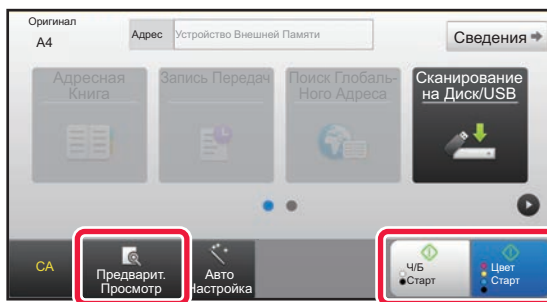 Оригинал
A4
Адрес
Устройство Внешней Памяти
Сведения
Адресная
Книга
Запись Передач
Поиск Глобаль-
Ного Адреса
Сканирование
на Диск/USB
CA
Предварит.
Просмотр
Авто
Настройка
Ч/Б
Старт
Цвет
Старт